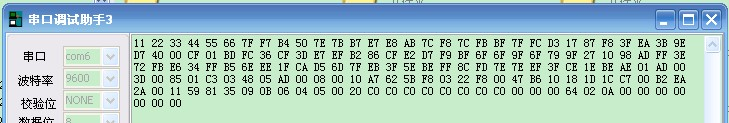 串口调试助手3
串口 com6
波特率 9600
校验位 NONE
数据位 8
11 22 33 44 55 66 7F F7 B4 50 7E 7B B7 E7 E8 AB 7C F8 7C FB BF 7F FC D3 17 87 F8 3F EA 3B 9E
D7 40 00 CF 01 BD FC 36 CF 3D E7 EF B2 86 CF E2 D7 F9 BF 6F 9F 6F 6F 9F 79 9F 27 10 AD FF 3E
72 FB E6 34 FF B5 6E EE 1F CA D5 6D 7F EB 3F 5E BE FF 8C FD 7E 7E EF 3F CE 1E BE AE 01 AD 00
3D 00 85 01 C3 03 48 05 AD 00 08 00 10 A7 62 5B F8 03 22 F8 00 47 B6 10 18 1D 1C C7 00 B2 EA
2A 00 11 59 81 35 09 0B 06 04 05 00 20 C0 C0 C0 C0 C0 C0 C0 C0 00 00 00 64 02 0A 00 00 00 00
00 00 00